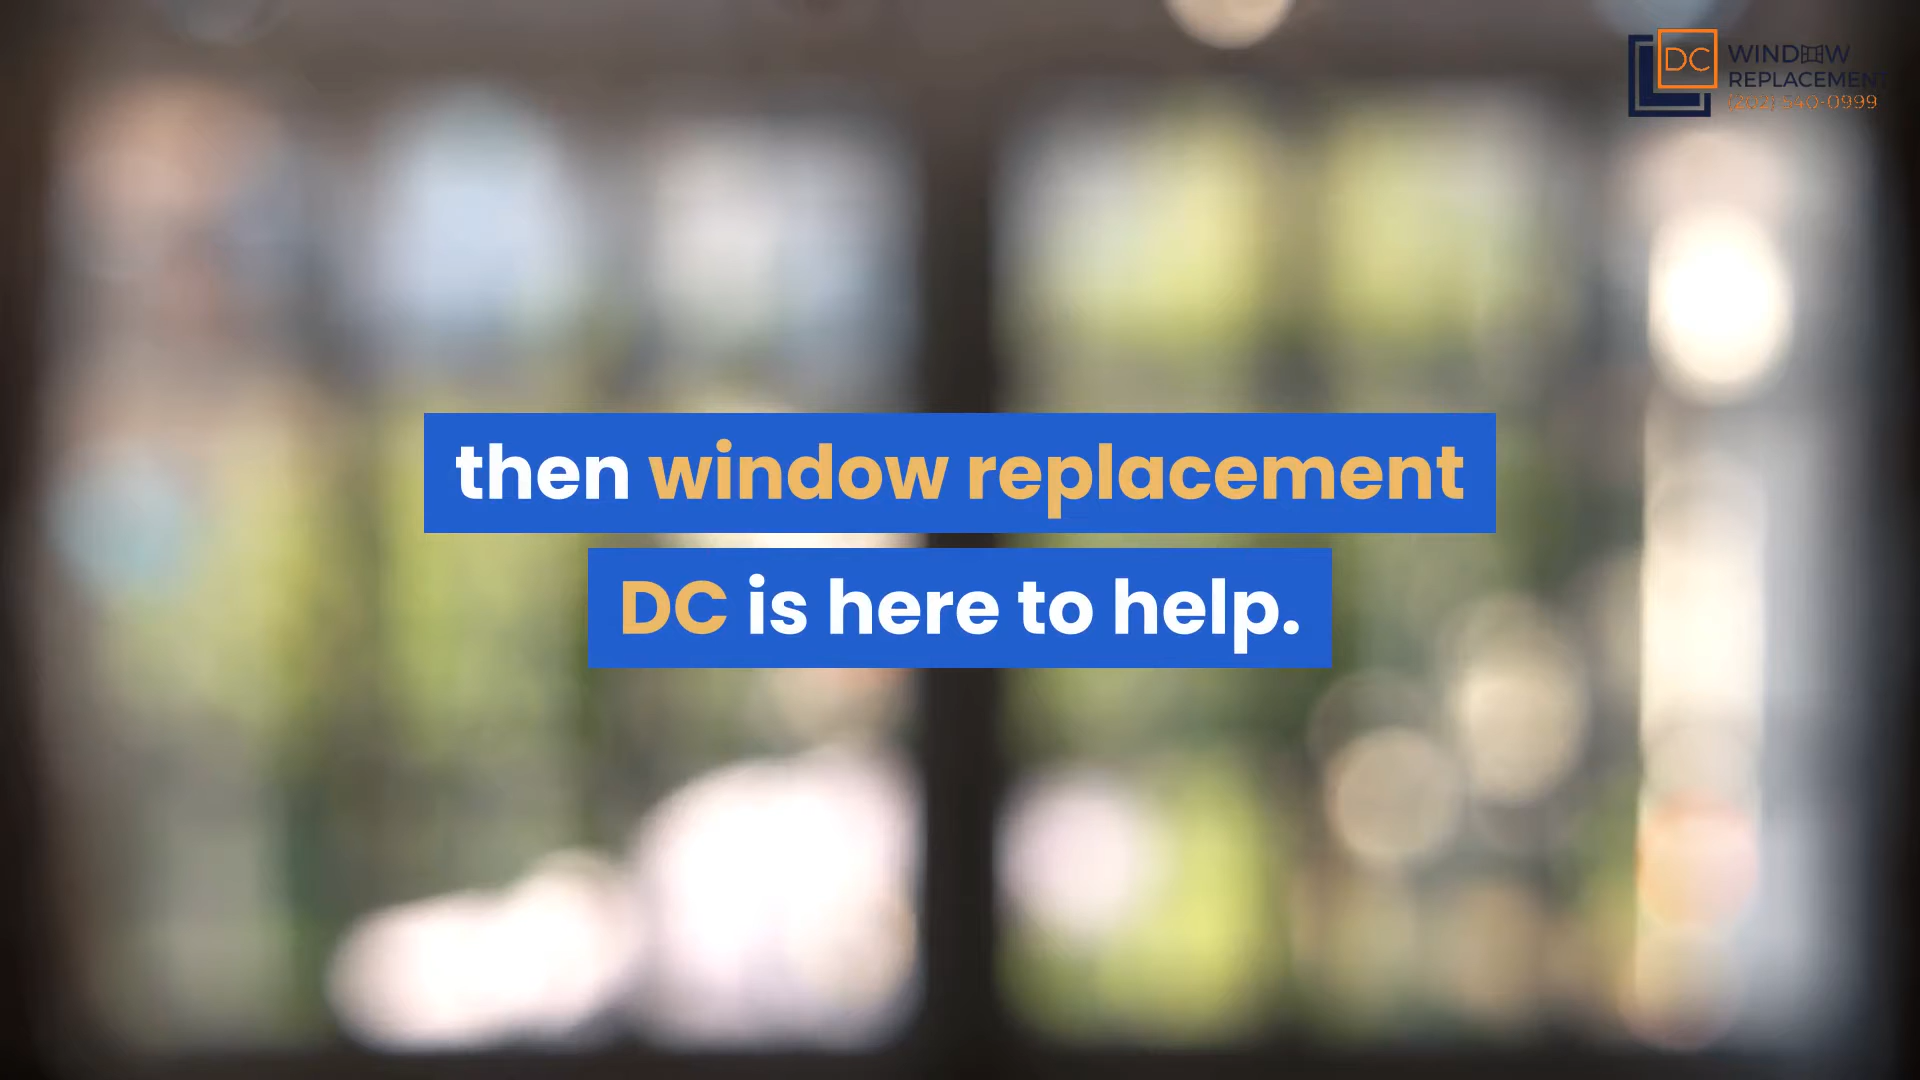 DC
WINDOW
REPLACEMENT
(202) 540-0999
then window replacement
DC is here to help.